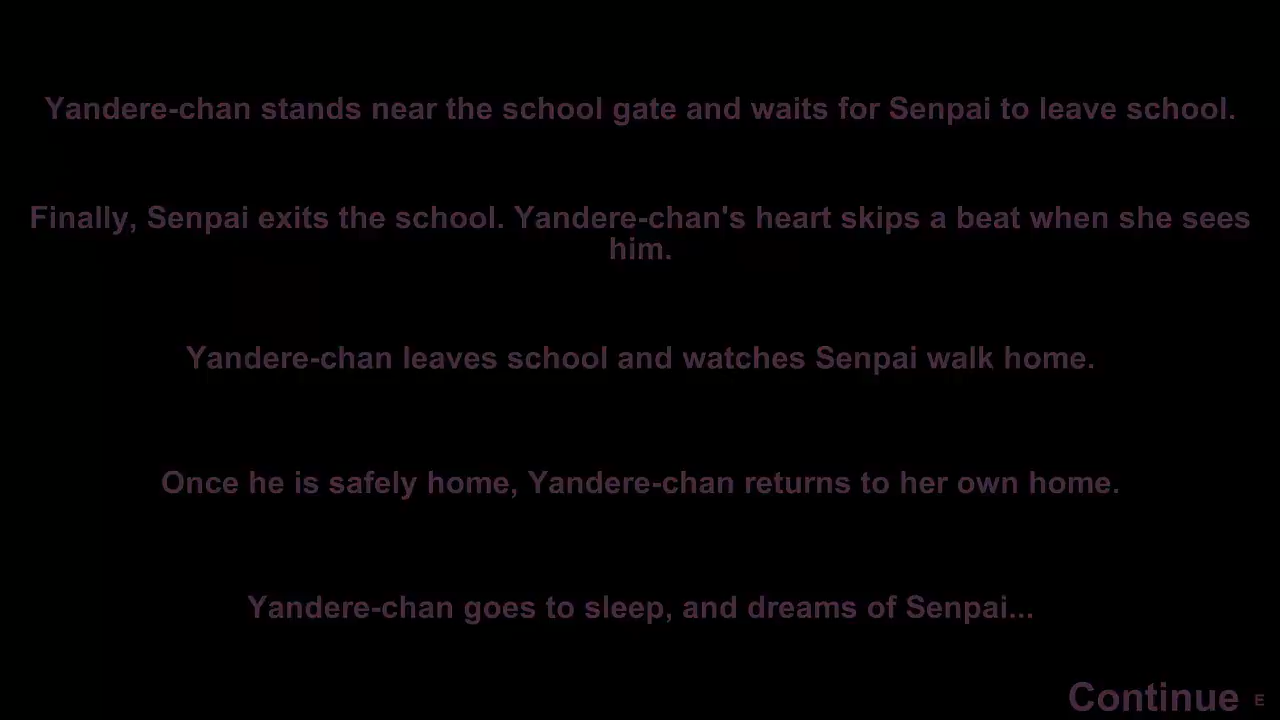 Yandere-chan stands near the school gate and waits for Senpai to leave school.
Finally, Senpai exits the school. Yandere-chan's heart skips a beat when she sees
him.
Yandere-chan leaves school and watches Senpai walk home.
Once he is safely home, Yandere-chan returns to her own home.
Yandere-chan goes to sleep, and dreams of Senpai...
Continue E